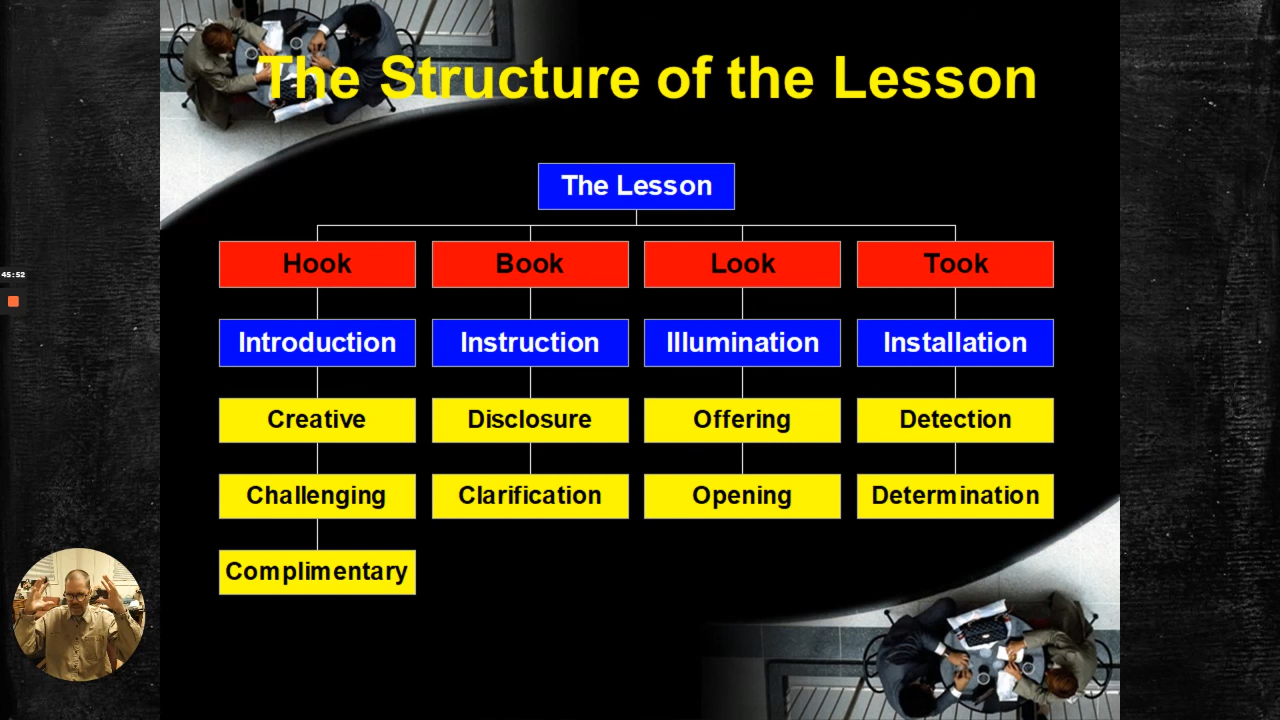 The Structure of the Lesson
The Lesson
Hook
Book
Look
Took
Introduction
Instruction
Illumination
Installation
Creative
Disclosure
Offering
Detection
Challenging
Clarification
Opening
Determination
Complimentary
45:52